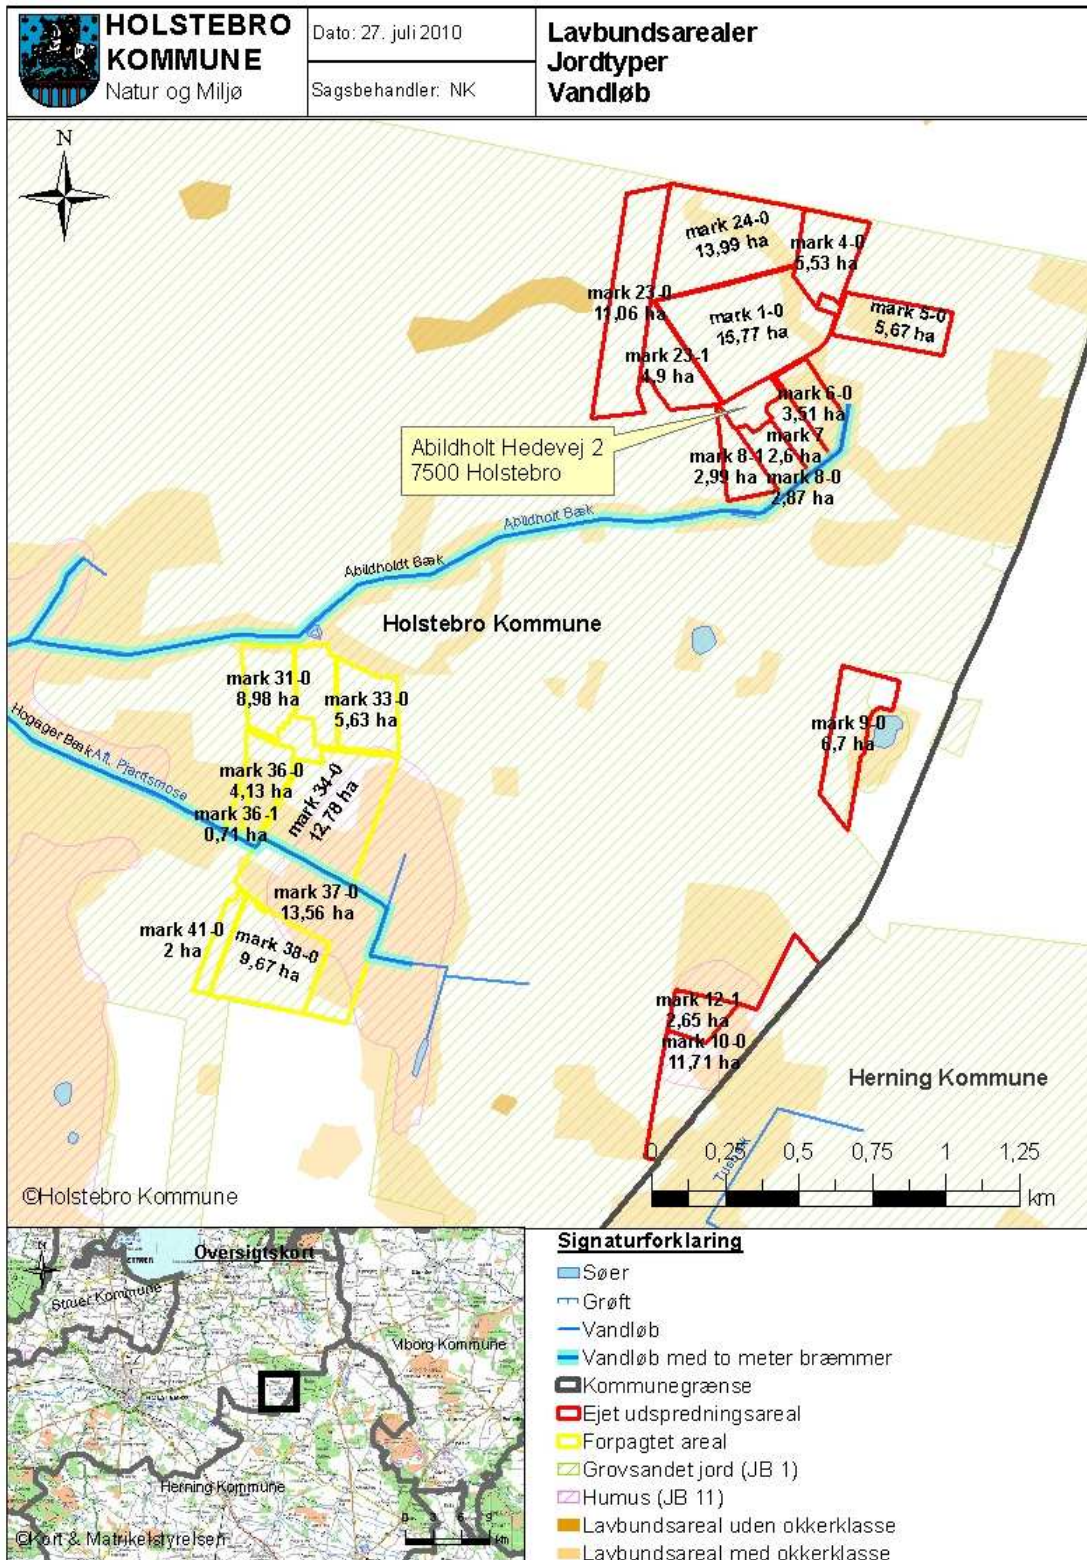 HOLSTEBRO
KOMMUNE
Natur og Miljø
Dato: 27. juli 2010
Sagsbehandler: NK
Lavbundsarealer
Jordtyper
Vandløb
N
mark 24-0
13,99 ha
mark 4-0
5,53 ha
mark 23-0
11,06 ha
mark 1-0
15,77 ha
mark 5-0
5,67 ha
mark 23-1
4,9 ha
mark 6-0
3,51 ha
mark 7
2,6 ha
mark 8-1
2,99 ha
mark 8-0
2,87 ha
Abildholt Hedevej 2
7500 Holstebro
Abildholt Bæk
Abildholdt Bæk
Holstebro Kommune
mark 31-0
8,98 ha
mark 33-0
5,63 ha
mark 9-0
6,7 ha
Hogager Bæk
Afl. Pjardsmose
mark 36-0
4,13 ha
mark 34-0
12,78 ha
mark 36-1
0,71 ha
mark 37-0
13,56 ha
mark 41-0
2 ha
mark 38-0
9,67 ha
mark 12-1
2,65 ha
mark 10-0
11,71 ha
Herning Kommune
0 0,25 0,5 0,75 1 1,25
km
©Holstebro Kommune
Oversigtskort
N
Struer Kommune
Viborg Kommune
HOLSTEBRO
Herning Kommune
©Kort & Matrikelstyrelsen
0 3 6 9
km
Signaturforklaring
Søer
Grøft
Vandløb
Vandløb med to meter bræmmer
Kommunegrænse
Ejet udspredningsareal
Forpagtet areal
Grovsandet jord (JB 1)
Humus (JB 11)
Lavbundsareal uden okkerklasse
Lavbundsareal med okkerklasse